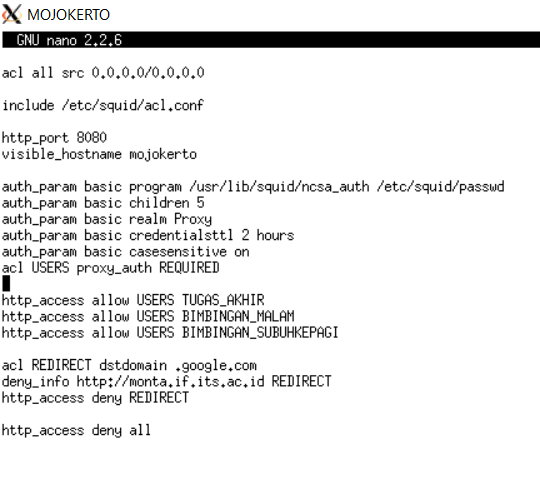 MOJOKERTO
GNU nano 2.2.6
acl all src 0.0.0.0/0.0.0.0
include /etc/squid/acl.conf
http_port 8080
visible_hostname mojokerto
auth_param basic program /usr/lib/squid/ncsa_auth /etc/squid/passwd
auth_param basic children 5
auth_param basic realm Proxy
auth_param basic credentialsttl 2 hours
auth_param basic casesensitive on
acl USERS proxy_auth REQUIRED
http_access allow USERS TUGAS_AKHIR
http_access allow USERS BIMBINGAN_MALAM
http_access allow USERS BIMBINGAN_SUBUHKEPAGI
acl REDIRECT dstdomain .google.com
deny_info http://monta.if.its.ac.id REDIRECT
http_access deny REDIRECT
http_access deny all